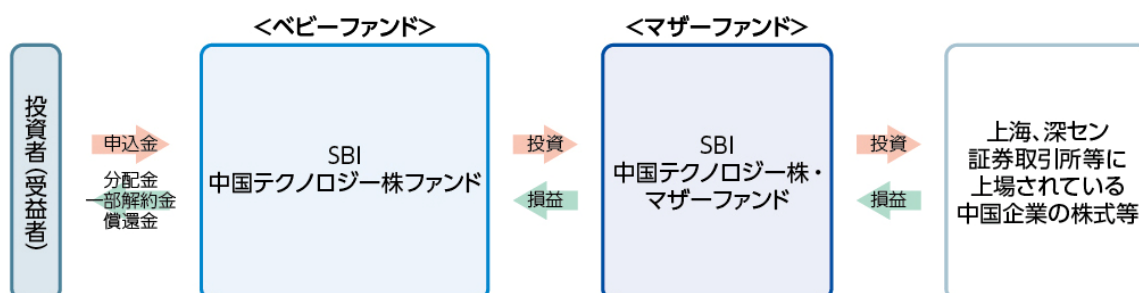 <ベビーファンド>
<マザーファンド>
投資者(受益者)
申込金
分配金
一部解約金
償還金
SBI
中国テクノロジー株ファンド
投資
損益
SBI
中国テクノロジー株・
マザーファンド
投資
損益
上海、深セン
証券取引所等に
上場されている
中国企業の株式等